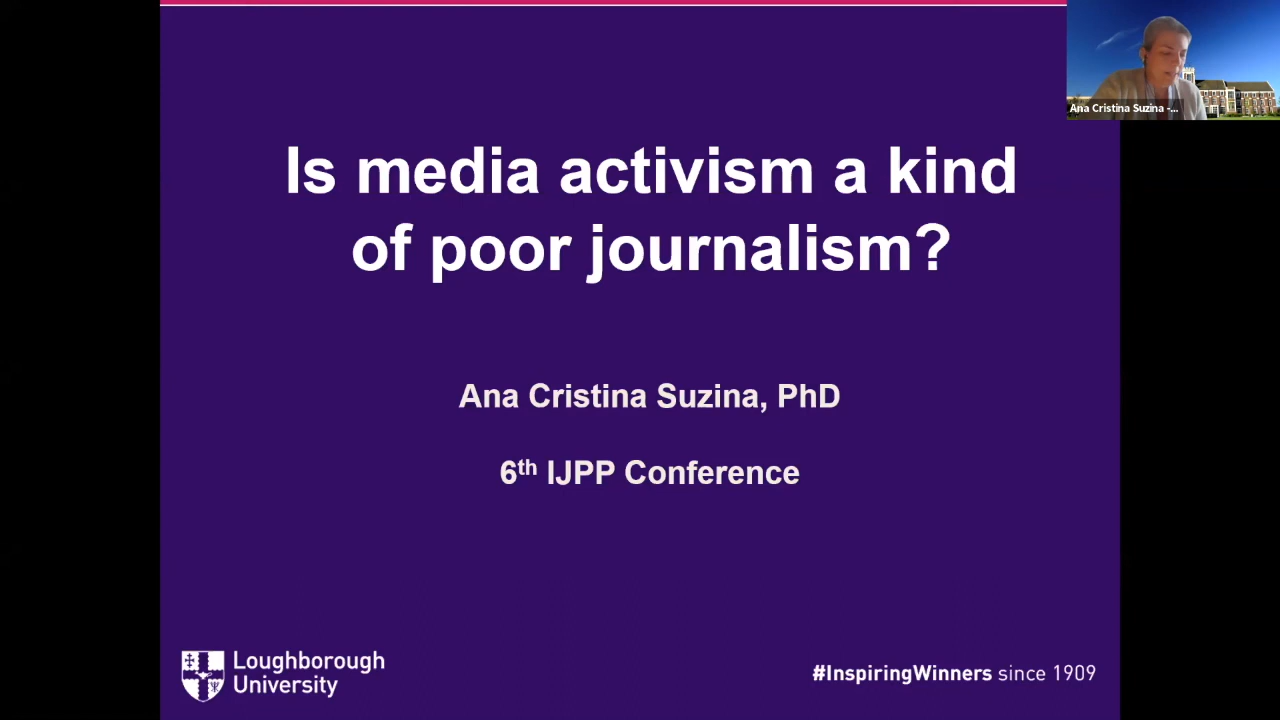 Ana Cristina Suzina -...
Is media activism a kind
of poor journalism?
Ana Cristina Suzina, PhD
6th IJPP Conference
Loughborough
University
#InspiringWinners since 1909